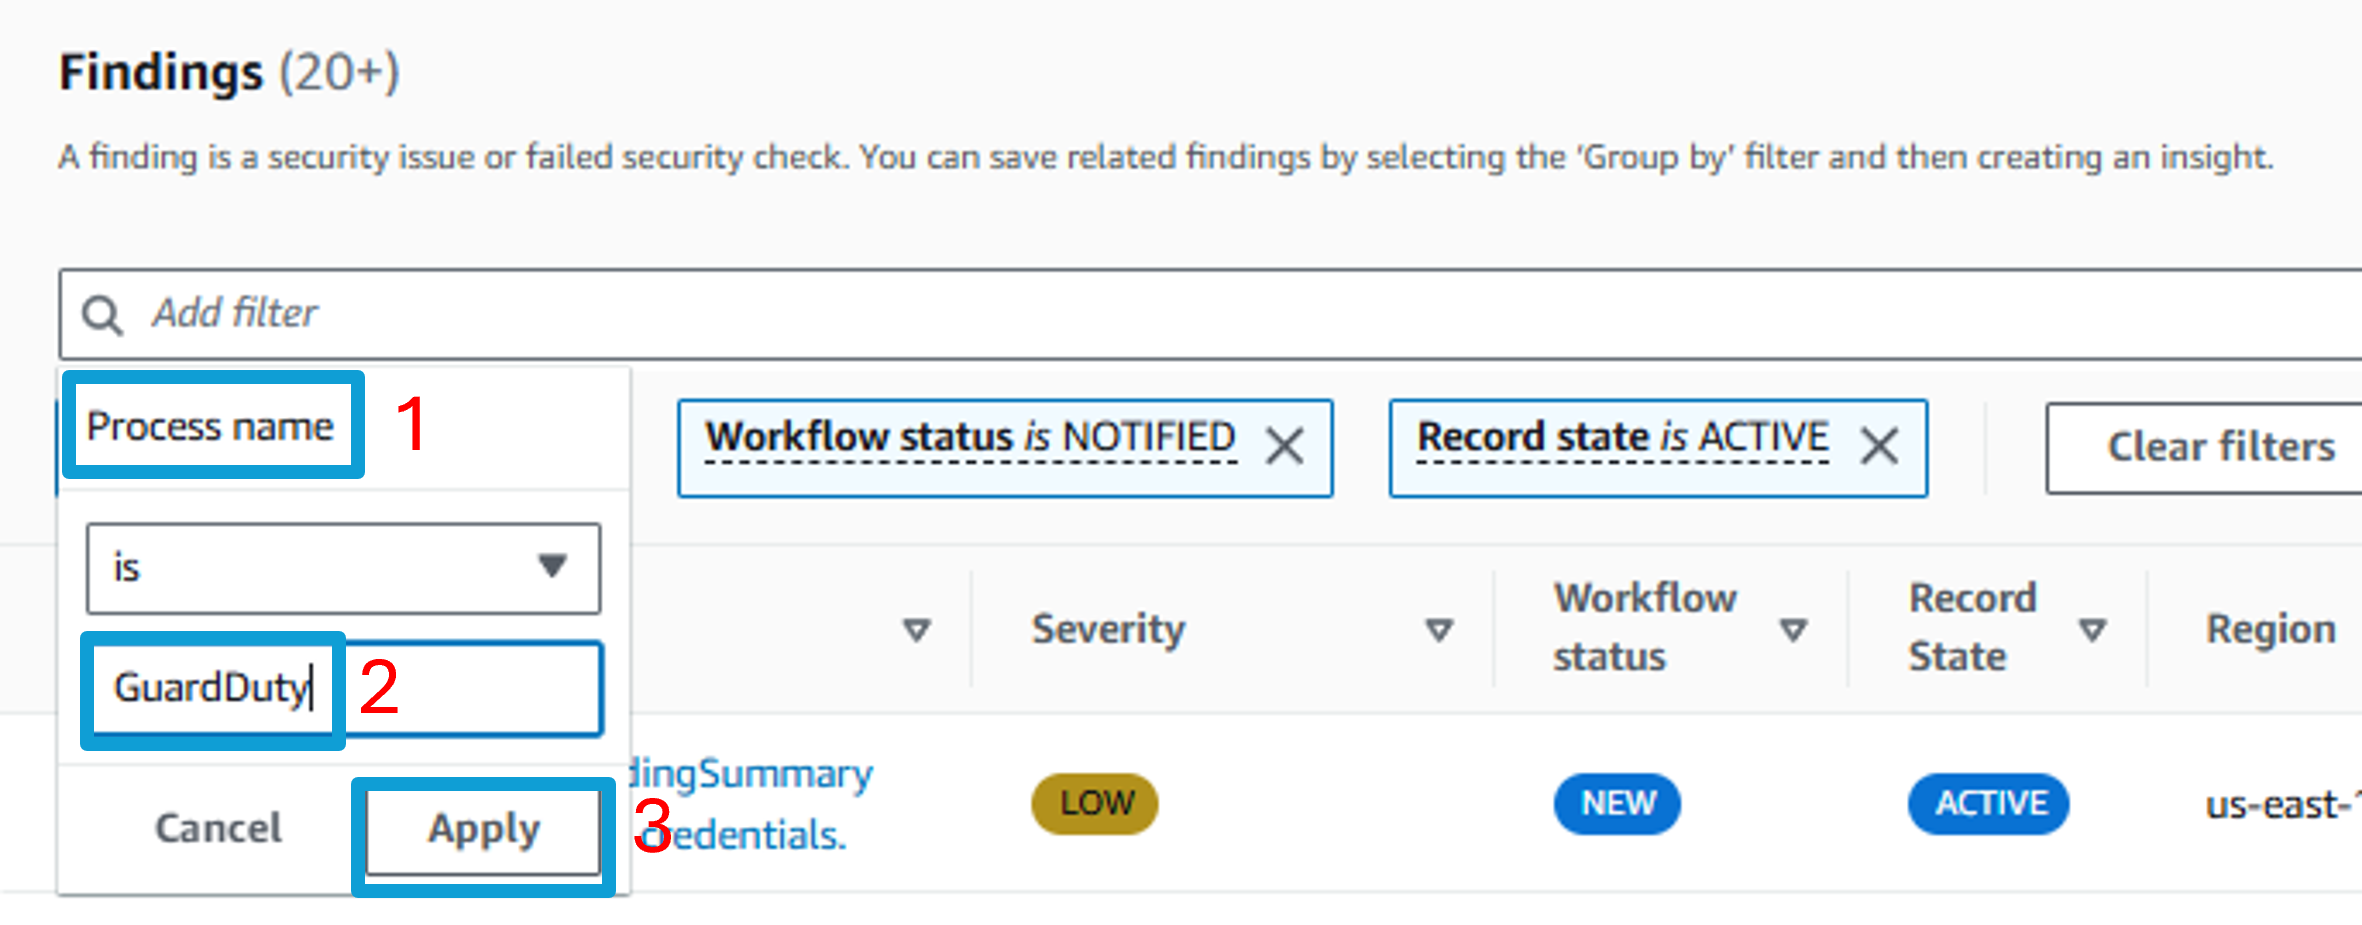 Findings (20+)
A finding is a security issue or failed security check. You can save related findings by selecting the 'Group by' filter and then creating an insight.
Add filter
Process name 1
Workflow status is NOTIFIED
Record state is ACTIVE
Clear filters
is
Severity
Workflow
status
Record
State
Region
GuardDuty 2
dingSummary
credentials.
LOW
NEW
ACTIVE
us-east-1
Cancel
Apply 3